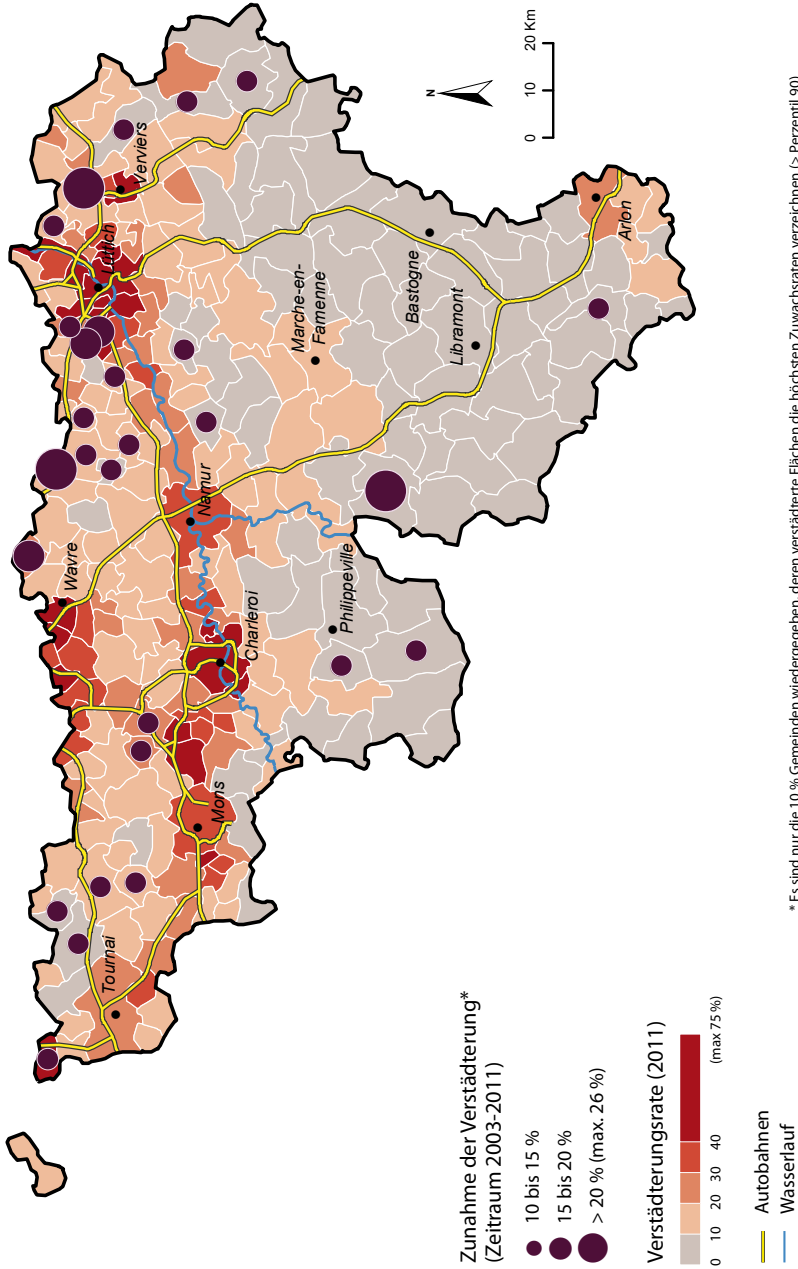 Tournai
Mons
Charleroi
Wavre
Namur
Philippeville
Lüttich
Verviers
Marche-en-
Famenne
Bastogne
Libramont
Arlon
N
0 10 20 Km
Zunahme der Verstädterung*
(Zeitraum 2003-2011)
10 bis 15 %
15 bis 20 %
> 20 % (max. 26 %)
Verstädterungsrate (2011)
0 10 20 30 40 (max 75 %)
Autobahnen
Wasserlauf
* Es sind nur die 10 % Gemeinden wiedergegeben, deren verstädterte Flächen die höchsten Zuwachsraten verzeichnen (> Perzentil 90)